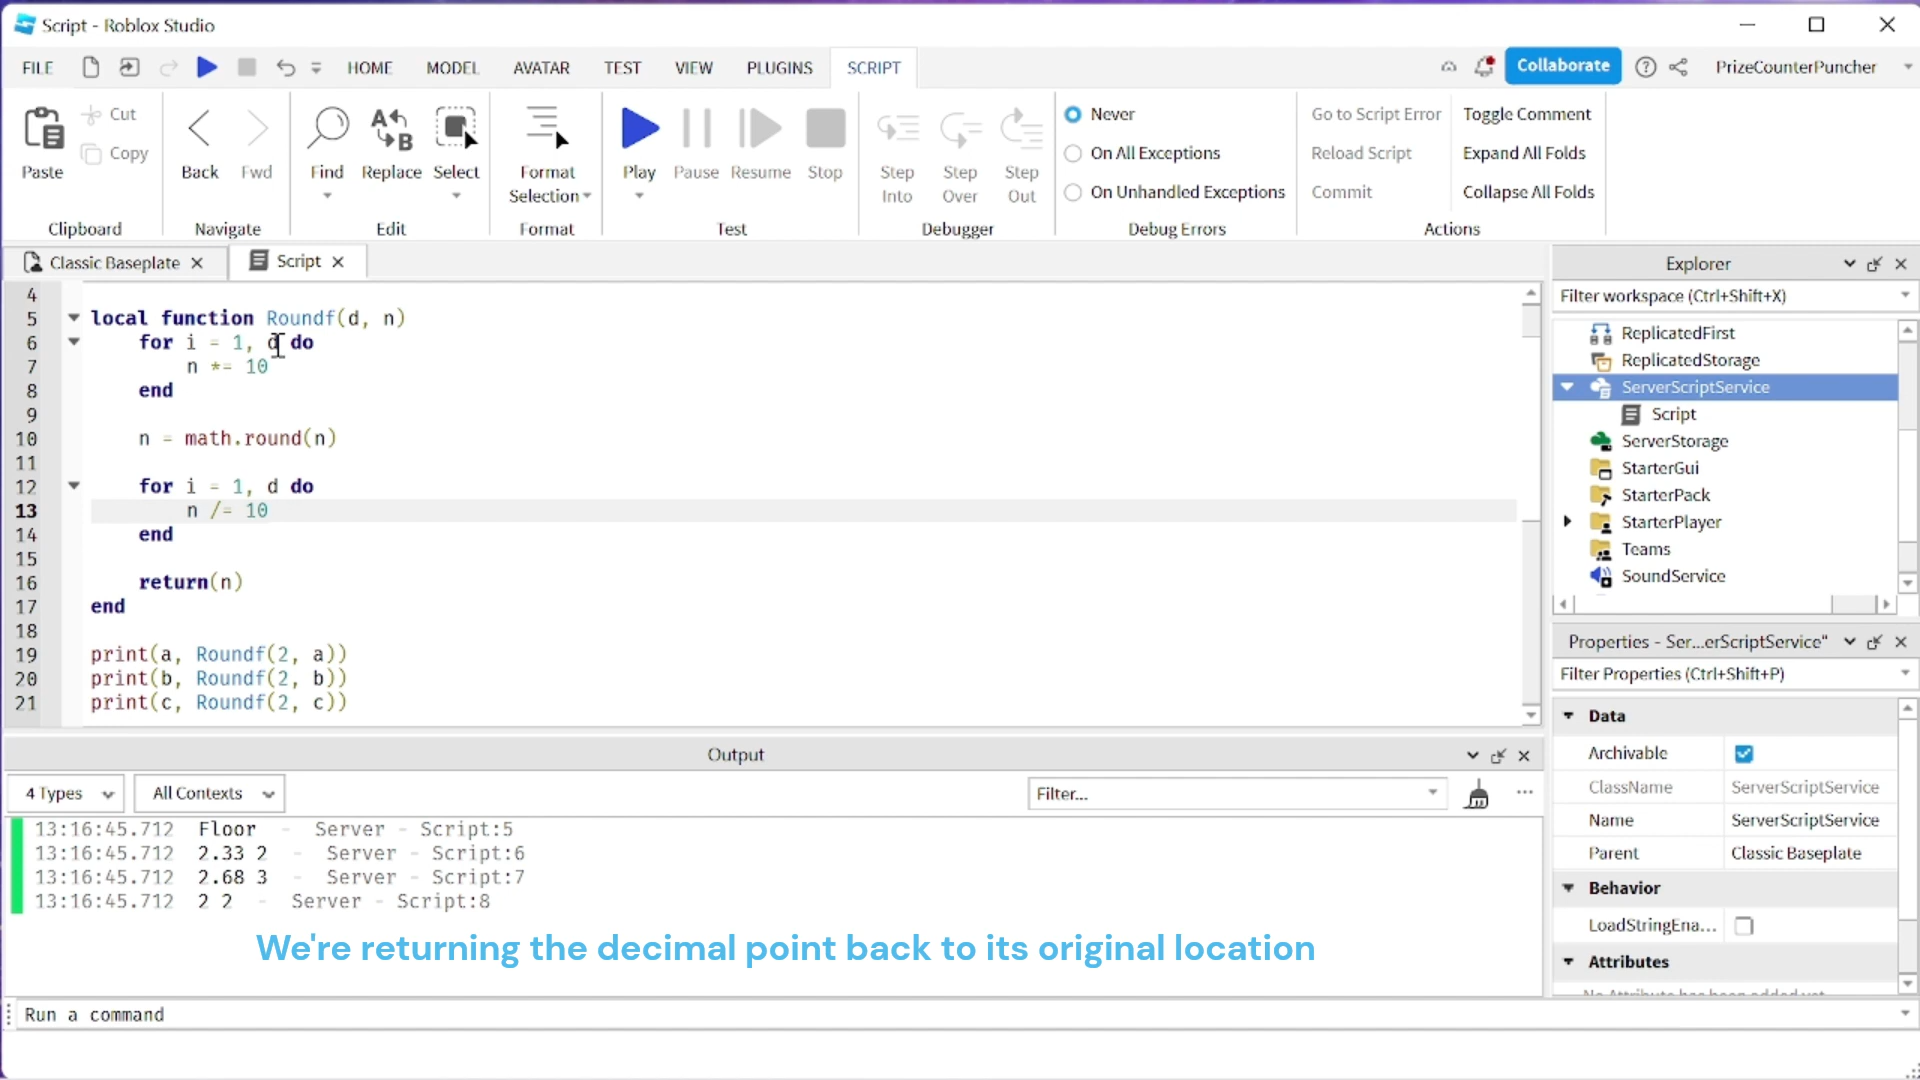 Script - Roblox Studio
FILE HOME MODEL AVATAR TEST VIEW PLUGINS SCRIPT Collaborate PrizeCounterPuncher
Paste
Cut
Copy
Clipboard
Back Fwd
Navigate
Find Replace Select
Edit
Format Selection
Format
Play Pause Resume Stop
Test
Step Into
Step Over
Step Out
Debugger
Never
On All Exceptions
On Unhandled Exceptions
Debug Errors
Go to Script Error
Reload Script
Commit
Toggle Comment
Expand All Folds
Collapse All Folds
Actions
Classic Baseplate
Script
4
5 local function Roundf(d, n)
6 for i = 1, d do
7 n *= 10
8 end
9
10 n = math.round(n)
11
12 for i = 1, d do
13 n /= 10
14 end
15
16 return(n)
17 end
18
19 print(a, Roundf(2, a))
20 print(b, Roundf(2, b))
21 print(c, Roundf(2, c))
Output
4 Types All Contexts Filter...
13:16:45.712 Floor - Server - Script:5
13:16:45.712 2.33 2 - Server - Script:6
13:16:45.712 2.68 3 - Server - Script:7
13:16:45.712 2 2 - Server - Script:8
We're returning the decimal point back to its original location
Run a command
Explorer
Filter workspace (Ctrl+Shift+X)
ReplicatedFirst
ReplicatedStorage
ServerScriptService
Script
ServerStorage
StarterGui
StarterPack
StarterPlayer
Teams
SoundService
Properties - Ser...erScriptService"
Filter Properties (Ctrl+Shift+P)
Data
Archivable
ClassName ServerScriptService
Name ServerScriptService
Parent Classic Baseplate
Behavior
LoadStringEna...
Attributes